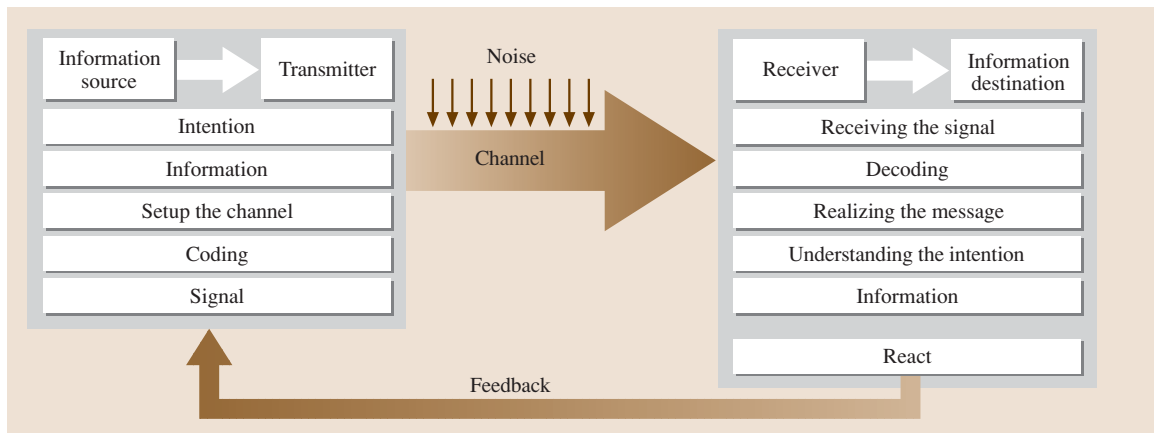 Information
source
Transmitter
Intention
Information
Setup the channel
Coding
Signal
Noise
Channel
Receiver
Information
destination
Receiving the signal
Decoding
Realizing the message
Understanding the intention
Information
React
Feedback